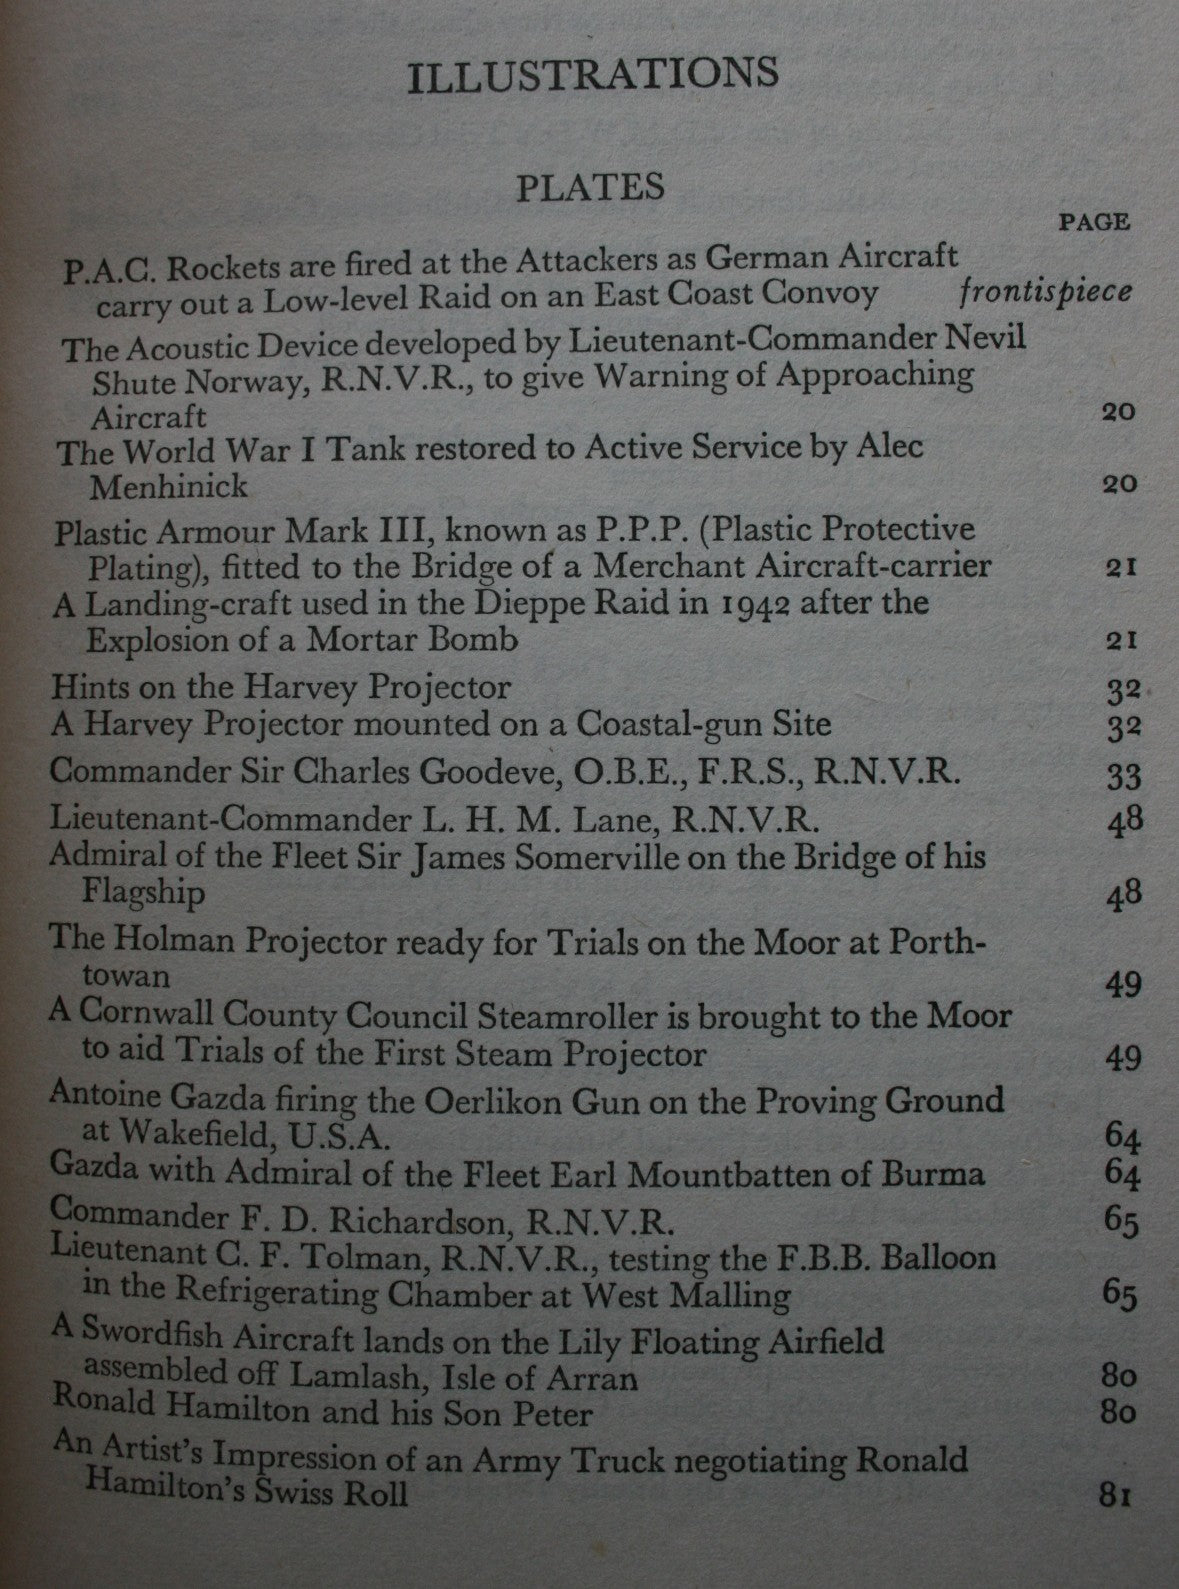 ILLUSTRATIONS
PLATES
PAGE
P.A.C. Rockets are fired at the Attackers as German Aircraft
carry out a Low-level Raid on an East Coast Convoy frontispiece
The Acoustic Device developed by Lieutenant-Commander Nevil
Shute Norway, R.N.V.R., to give Warning of Approaching
Aircraft 20
The World War I Tank restored to Active Service by Alec
Menhinick 20
Plastic Armour Mark III, known as P.P.P. (Plastic Protective
Plating), fitted to the Bridge of a Merchant Aircraft-carrier 21
A Landing-craft used in the Dieppe Raid in 1942 after the
Explosion of a Mortar Bomb 21
Hints on the Harvey Projector 32
A Harvey Projector mounted on a Coastal-gun Site 32
Commander Sir Charles Goodeve, O.B.E., F.R.S., R.N.V.R. 33
Lieutenant-Commander L. H. M. Lane, R.N.V.R. 48
Admiral of the Fleet Sir James Somerville on the Bridge of his
Flagship 48
The Holman Projector ready for Trials on the Moor at Porth-
towan 49
A Cornwall County Council Steamroller is brought to the Moor
to aid Trials of the First Steam Projector 49
Antoine Gazda firing the Oerlikon Gun on the Proving Ground
at Wakefield, U.S.A. 64
Gazda with Admiral of the Fleet Earl Mountbatten of Burma 64
Commander F. D. Richardson, R.N.V.R. 65
Lieutenant C. F. Tolman, R.N.V.R., testing the F.B.B. Balloon
in the Refrigerating Chamber at West Malling 65
A Swordfish Aircraft lands on the Lily Floating Airfield
assembled off Lamlash, Isle of Arran 80
Ronald Hamilton and his Son Peter 80
An Artist's Impression of an Army Truck negotiating Ronald
Hamilton's Swiss Roll 81